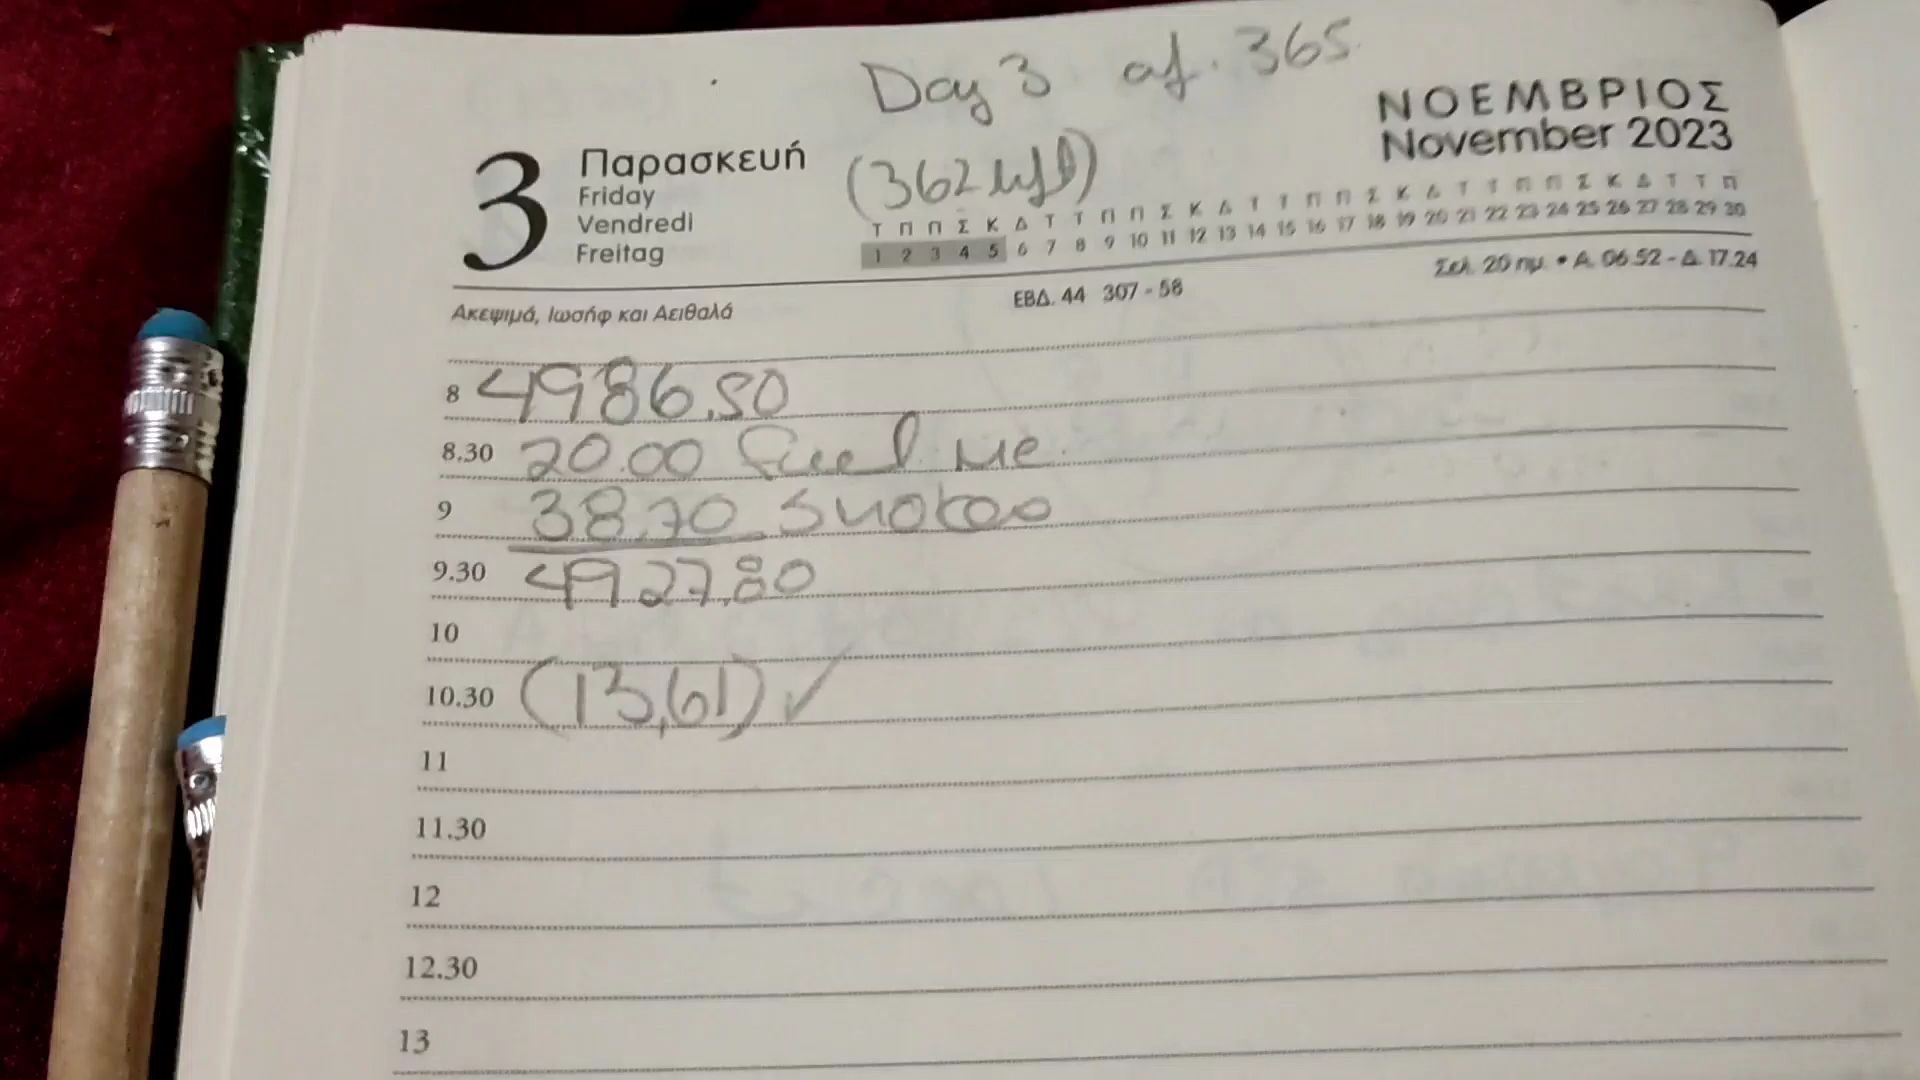 Day 3 of. 365
ΝΟΕΜΒΡΙΟΣ
November 2023
3
Παρασκευή
Friday
Vendredi
Freitag
(362 left)
Τ Π Π Σ Κ Δ Τ Τ Π Π Σ Κ Δ Τ Τ Π Π Σ Κ Δ Τ Τ Π Π Σ Κ Δ Τ Τ Π
1 2 3 4 5 6 7 8 9 10 11 12 13 14 15 16 17 18 19 20 21 22 23 24 25 26 27 28 29 30
Σελ. 20 ημ. • Α. 06.52 - Δ. 17.24
Ακεψιμά, Ιωσήφ και Αειθαλά
ΕΒΔ. 44 307 - 58
8 4986,50
8.30 20.00 fuel me
9 38.70
9.30 4927,80
10
10.30 (13,61) ✓
11
11.30
12
12.30
13